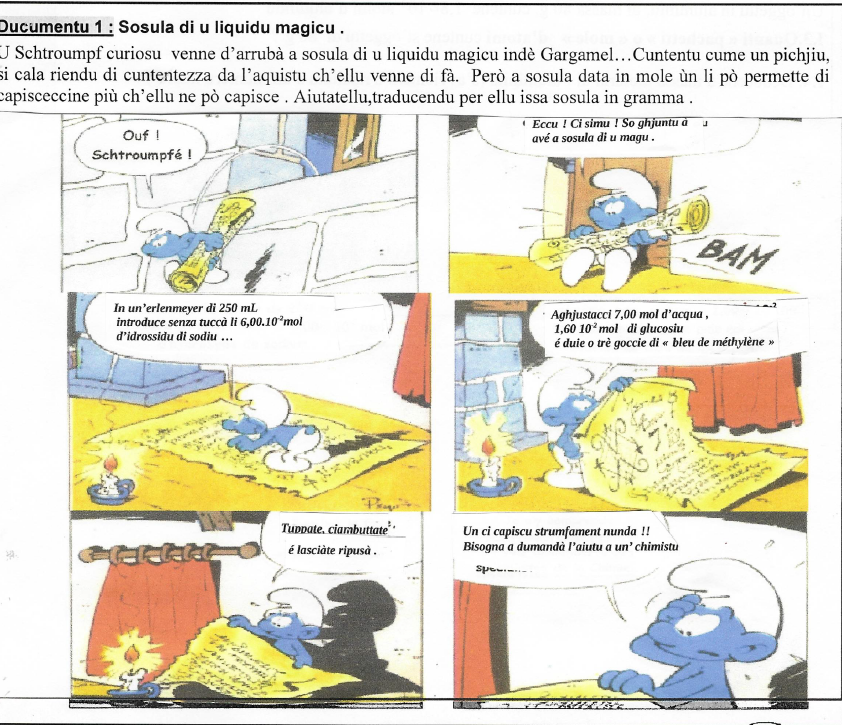 Ducumentu 1 : Sosula di u liquidu magicu .
U Schtroumpf curiosu venne d'arrubà a sosula di u liquidu magicu indè Gargamel…Cuntentu cume un pichjiu,
si cala riendu di cuntentezza da l'aquistu ch'ellu venne di fà. Però a sosula data in mole ùn li pò permette di
capisceccine più ch'ellu ne pò capisce . Aiutatellu,traducendu per ellu issa sosula in gramma .
Ouf !
Schtroumpfé !
Eccu ! Ci simu ! So ghjuntu à
avé a sosula di u magu .
BAM
In un'erlenmeyer di 250 mL
introduce senza tuccà li 6,00.10⁻²mol
d'idrossidu di sodiu …
Aghjustacci 7,00 mol d'acqua ,
1,60 10⁻² mol di glucosiu
é duie o trè goccie di « bleu de méthylène »
Peyo
Tuppate, ciambuttate
é lasciàte ripusà .
Un ci capiscu strumfament nunda !!
Bisogna a dumandà l'aiutu a un' chimistu